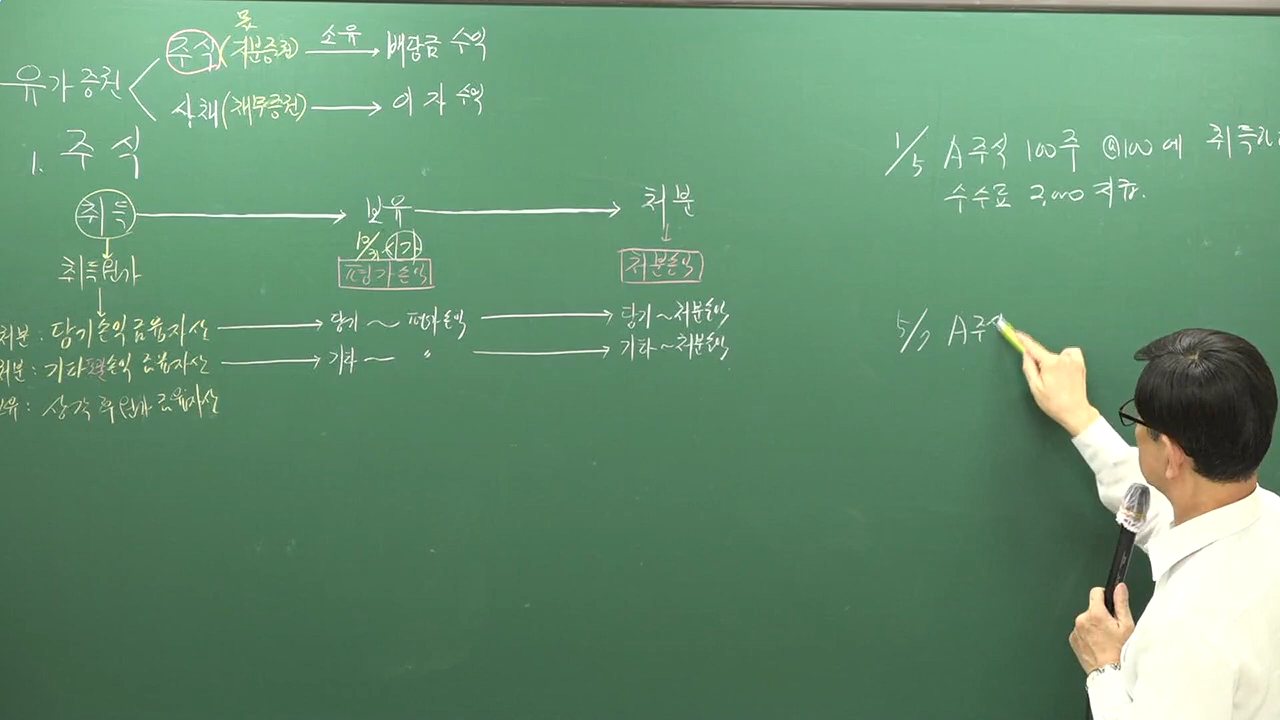 유가증권
주식 (지분증권) 소유 → 배당금 수익
사채 (채무증권) → 이자수익
1. 주식
취득 → 보유 → 처분
12/31 시가
취득원가 평가손익 처분손익
처분 : 당기손익 금융자산 → 당기 ~ 평가손익 → 당기~처분손익
처분 : 기타포괄손익 금융자산 → 기타 ~ 〃 → 기타~처분손익
유 : 상각후원가 금융자산
1/5 A주식 100주 @100에 취득
수수료 2,000 지급.
5/7 A주식